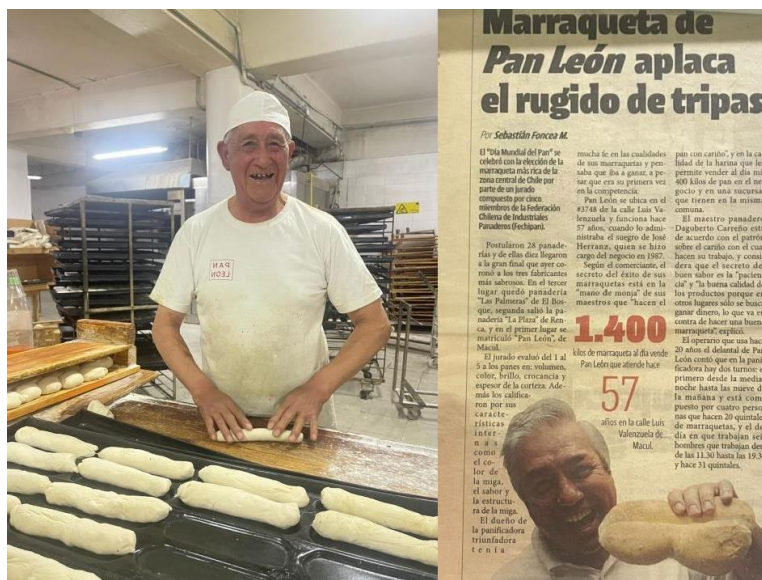 PAN
LEON
Marraqueta de
Pan León aplaca
el rugido de tripas
Por Sebastián Foncea M.
El "Día Mundial del Pan" se
celebró con la elección de la
marraqueta más rica de la
zona central de Chile por
parte de un jurado
compuesto por cinco
miembros de la Federación
Chilena de Industriales
Panaderos (Fechipan).
Postularon 28 panade-
rías y de ellas diez llegaron
a la gran final que ayer co-
ronó a los tres fabricantes
más sabrosos. En el tercer
lugar quedó panadería
"Las Palmeras" de El Bos-
que, segunda salió la pa-
nadería "La Plaza" de Ren-
ca, y en el primer lugar se
matriculó "Pan León", de
Macul.
El jurado evaluó del 1 al
5 a los panes en: volumen,
color, brillo, crocancia y
espesor de la corteza. Ade-
más los califica-
ron por sus
caracte-
rísticas
inter-
nas
como
el co-
lor de
la miga,
el sabor y
la estructu-
ra de la miga.
El dueño de
la panificadora
triunfadora
tenía
mucha fe en las cualidades
de sus marraquetas y pen-
saba que iba a ganar, a pe-
sar que era su primera vez
en la competencia.
Pan León se ubica en el
#3748 de la calle Luis Va-
lenzuela y funciona hace
57 años, cuando lo admi-
nistraba el suegro de José
Herranz, quien se hizo
cargo del negocio en 1987.
Según el comerciante, el
secreto del éxito de sus
marraquetas está en la
"mano de monja" de sus
maestros que "hacen el
pan con cariño", y en la ca
lidad de la harina que le
permite vender al día mi
400 kilos de pan en el ne
gocio y en una sucursa
que tienen en la misma
comuna.
El maestro panadero
Dagoberto Carreño est
de acuerdo con el patrón
sobre el cariño con el cua
hacen su trabajo, y consi
dera que el secreto de
buen sabor es la "pacien
cia" y "la buena calidad d
los productos porque e
otros lugares sólo se busc
ganar dinero, lo que va e
contra de hacer una buen
marraqueta", explicó.
El operario que usa hac
20 años el delantal de Pa
León contó que en la pani
ficadora hay dos turnos: e
primero desde la media
noche hasta las nueve d
la mañana y está com
puesto por cuatro perso
nas que hacen 20 quintale
de marraquetas, y el de
día en que trabajan sei
hombres que trabajan des
de las 11.30 hasta las 19.3
y hace 31 quintales.
1.400
kilos de marraqueta al día vende
Pan León que atiende hace
57
años en la calle Luis
Valenzuela de
Macul.